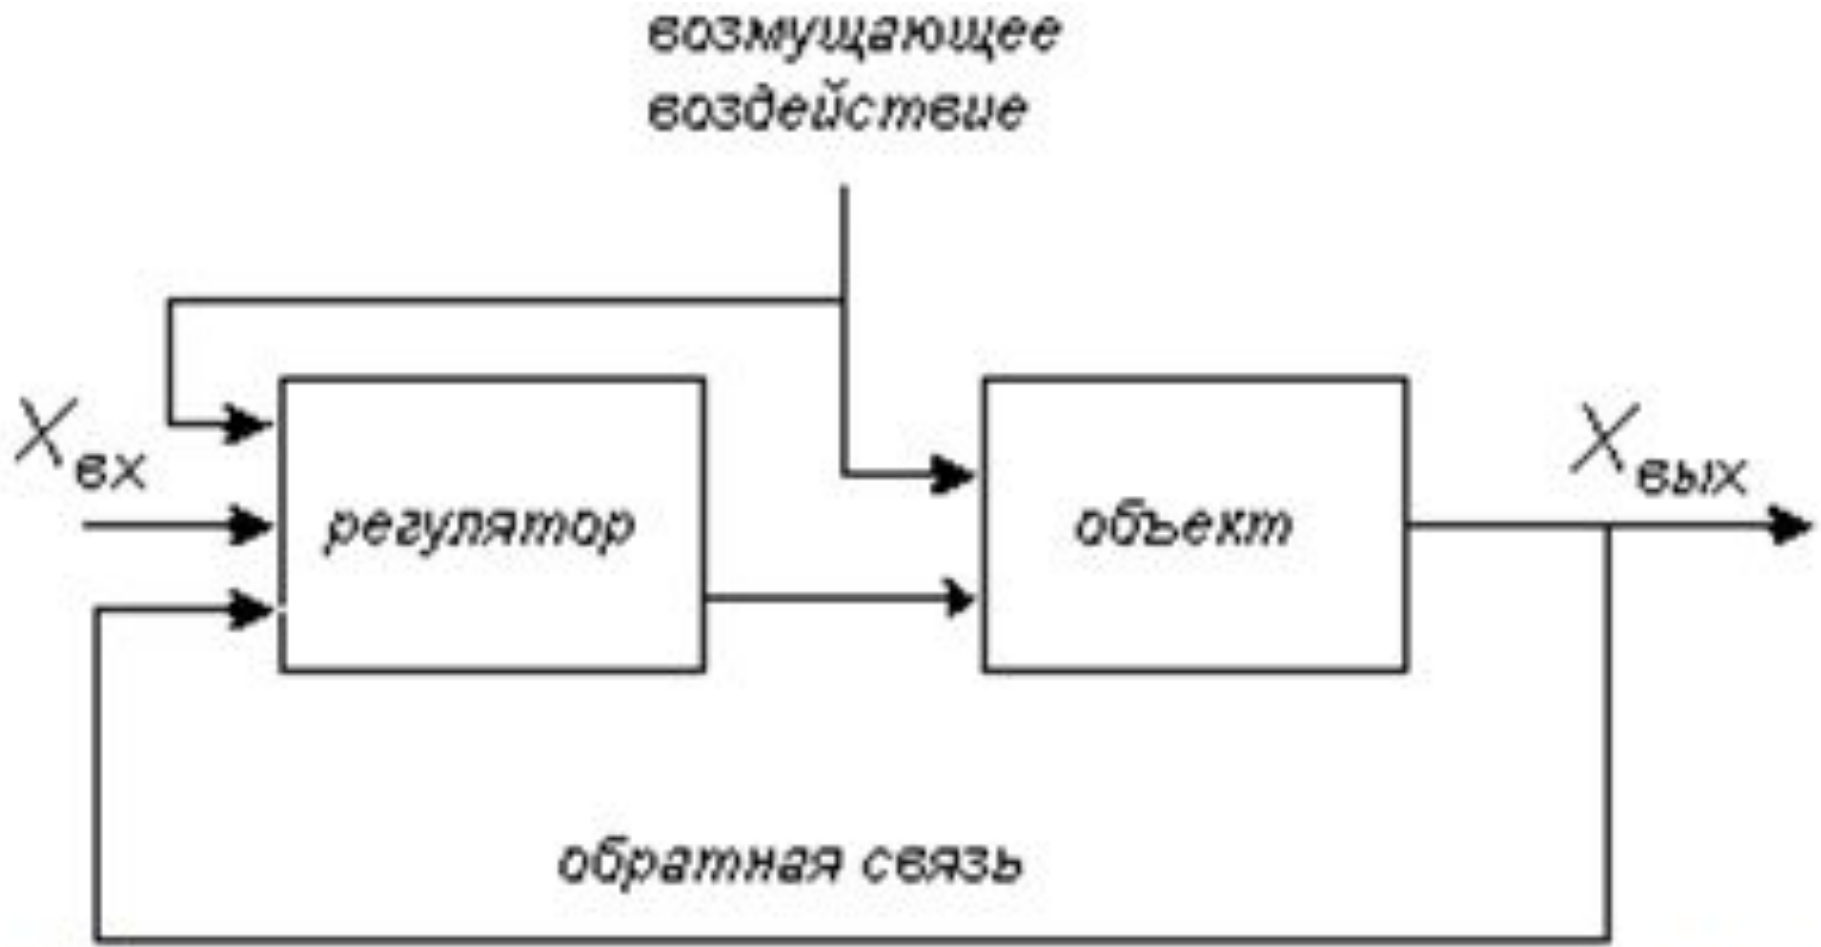 возмущающее
воздействие
Xвх
регулятор
объект
Xвых
обратная связь